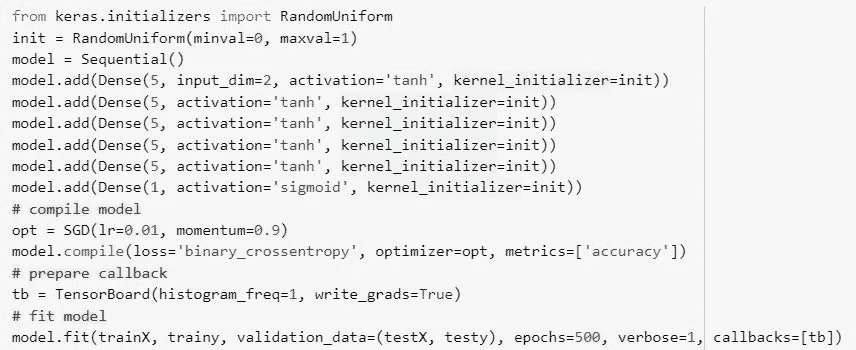 from keras.initializers import RandomUniform
init = RandomUniform(minval=0, maxval=1)
model = Sequential()
model.add(Dense(5, input_dim=2, activation='tanh', kernel_initializer=init))
model.add(Dense(5, activation='tanh', kernel_initializer=init))
model.add(Dense(5, activation='tanh', kernel_initializer=init))
model.add(Dense(5, activation='tanh', kernel_initializer=init))
model.add(Dense(5, activation='tanh', kernel_initializer=init))
model.add(Dense(1, activation='sigmoid', kernel_initializer=init))
# compile model
opt = SGD(lr=0.01, momentum=0.9)
model.compile(loss='binary_crossentropy', optimizer=opt, metrics=['accuracy'])
# prepare callback
tb = TensorBoard(histogram_freq=1, write_grads=True)
# fit model
model.fit(trainX, trainy, validation_data=(testX, testy), epochs=500, verbose=1, callbacks=[tb])